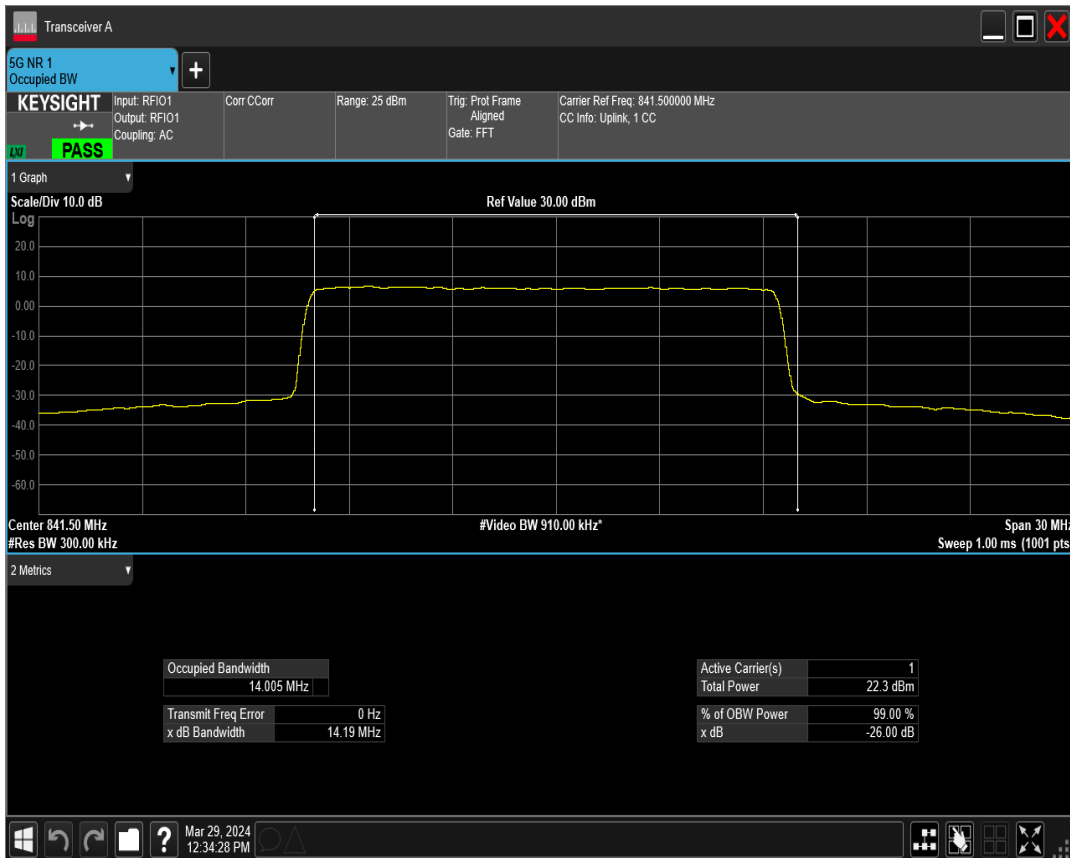 Transceiver A
5G NR 1
Occupied BW
+
KEYSIGHT
LXI
PASS
Input: RFIO1
Output: RFIO1
Coupling: AC
Corr CCorr
Range: 25 dBm
Trig: Prot Frame
Aligned
Gate: FFT
Carrier Ref Freq: 841.500000 MHz
CC Info: Uplink, 1 CC
1 Graph
Scale/Div 10.0 dB
Ref Value 30.00 dBm
Log
20.0
10.0
0.00
-10.0
-20.0
-30.0
-40.0
-50.0
-60.0
Center 841.50 MHz
#Video BW 910.00 kHz*
Span 30 MHz
#Res BW 300.00 kHz
Sweep 1.00 ms (1001 pts
2 Metrics
Occupied Bandwidth
14.005 MHz
Transmit Freq Error 0 Hz
x dB Bandwidth 14.19 MHz
Active Carrier(s) 1
Total Power 22.3 dBm
% of OBW Power 99.00 %
x dB -26.00 dB
?
Mar 29, 2024
12:34:28 PM